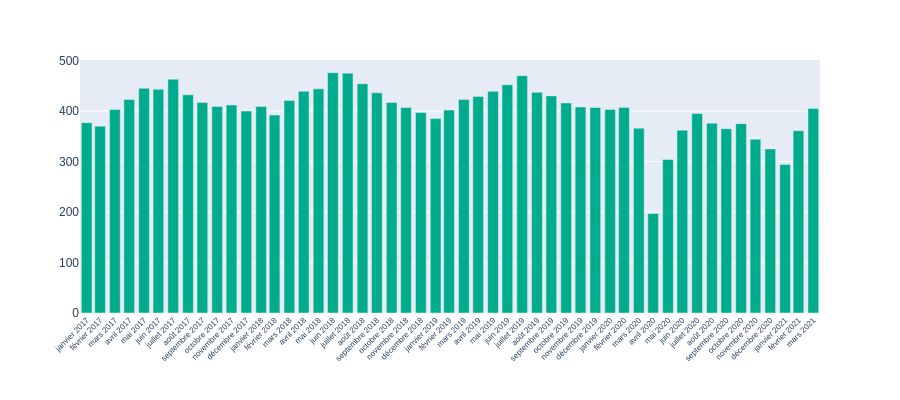 500
400
300
200
100
0
janvier 2017
février 2017
mars 2017
avril 2017
mai 2017
juin 2017
juillet 2017
août 2017
septembre 2017
octobre 2017
novembre 2017
décembre 2017
janvier 2018
février 2018
mars 2018
avril 2018
mai 2018
juin 2018
juillet 2018
août 2018
septembre 2018
octobre 2018
novembre 2018
décembre 2018
janvier 2019
février 2019
mars 2019
avril 2019
mai 2019
juin 2019
juillet 2019
août 2019
septembre 2019
octobre 2019
novembre 2019
décembre 2019
janvier 2020
février 2020
mars 2020
avril 2020
mai 2020
juin 2020
juillet 2020
août 2020
septembre 2020
octobre 2020
novembre 2020
décembre 2020
janvier 2021
février 2021
mars 2021